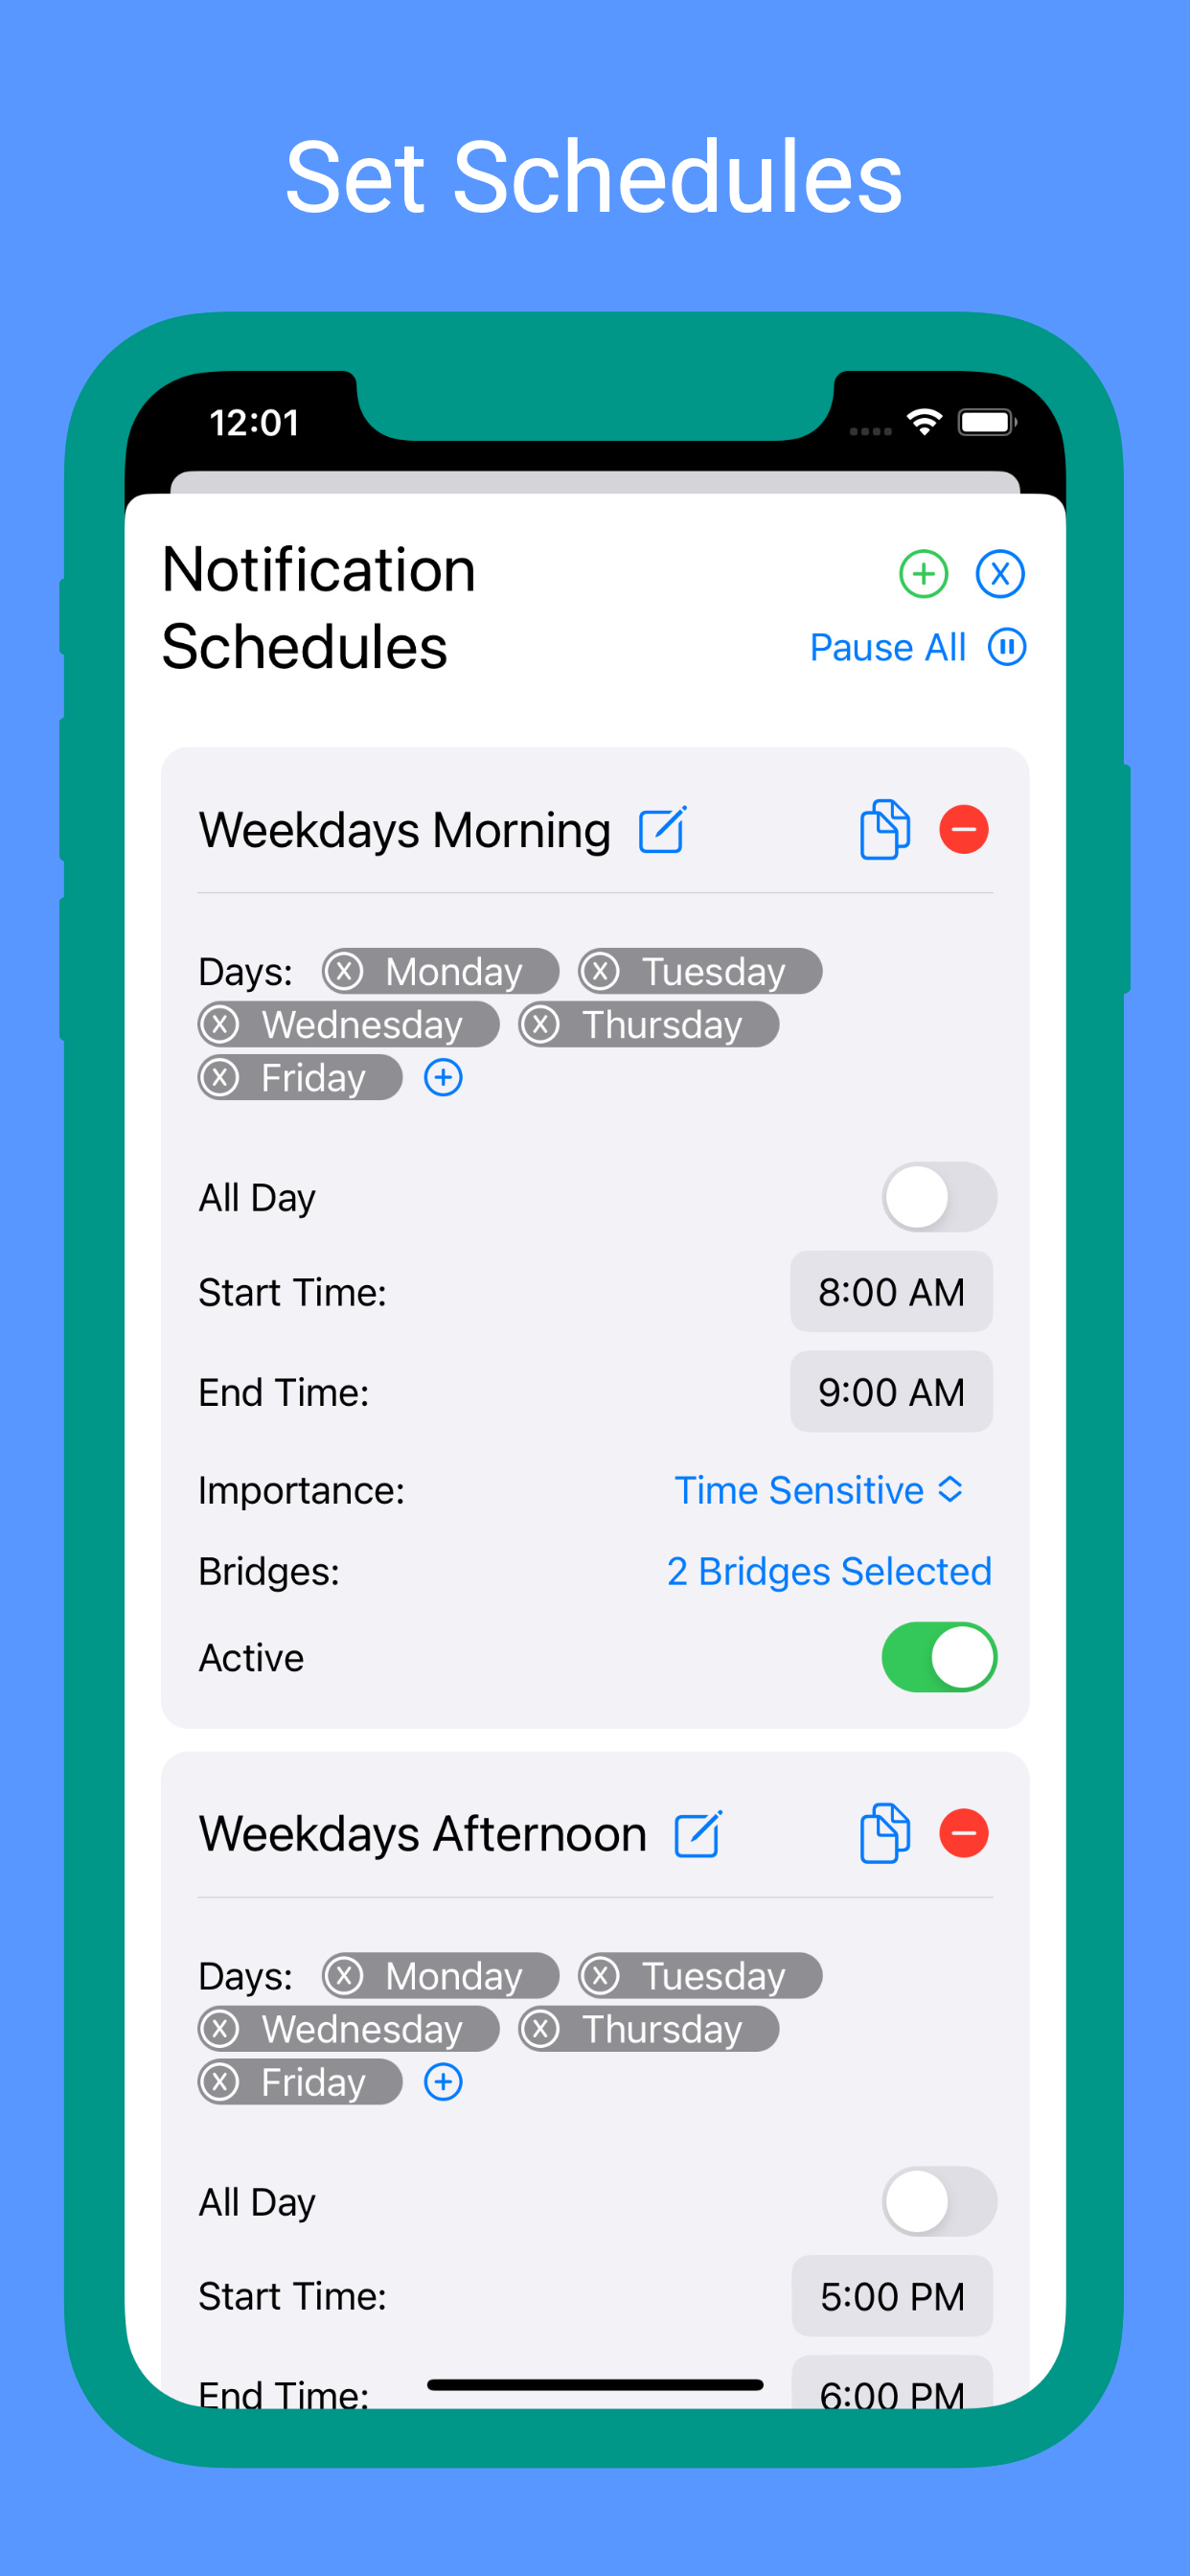 Set Schedules
12:01
Notification
Schedules
Pause All
Weekdays Morning
Days: Monday Tuesday
Wednesday Thursday
Friday
All Day
Start Time: 8:00 AM
End Time: 9:00 AM
Importance: Time Sensitive
Bridges: 2 Bridges Selected
Active
Weekdays Afternoon
Days: Monday Tuesday
Wednesday Thursday
Friday
All Day
Start Time: 5:00 PM
End Time: 6:00 PM